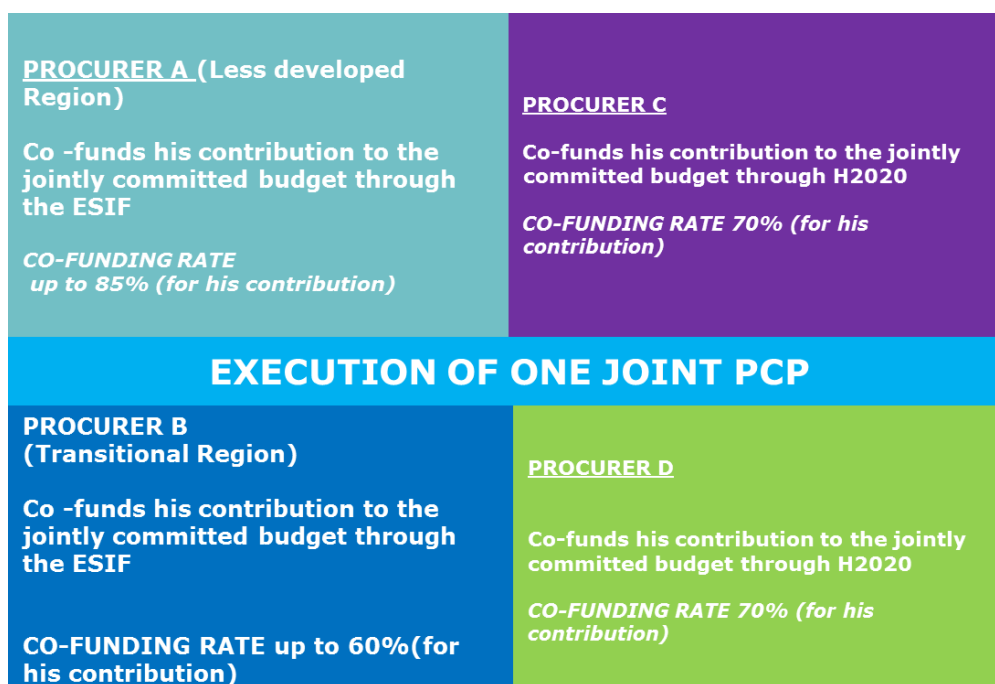 PROCURER A (Less developed
Region)
Co -funds his contribution to the
jointly committed budget through
the ESIF
CO-FUNDING RATE
up to 85% (for his contribution)
PROCURER C
Co-funds his contribution to the jointly
committed budget through H2020
CO-FUNDING RATE 70% (for his
contribution)
EXECUTION OF ONE JOINT PCP
PROCURER B
(Transitional Region)
Co -funds his contribution to the
jointly committed budget through
the ESIF
CO-FUNDING RATE up to 60%(for
his contribution)
PROCURER D
Co-funds his contribution to the jointly
committed budget through H2020
CO-FUNDING RATE 70% (for his
contribution)